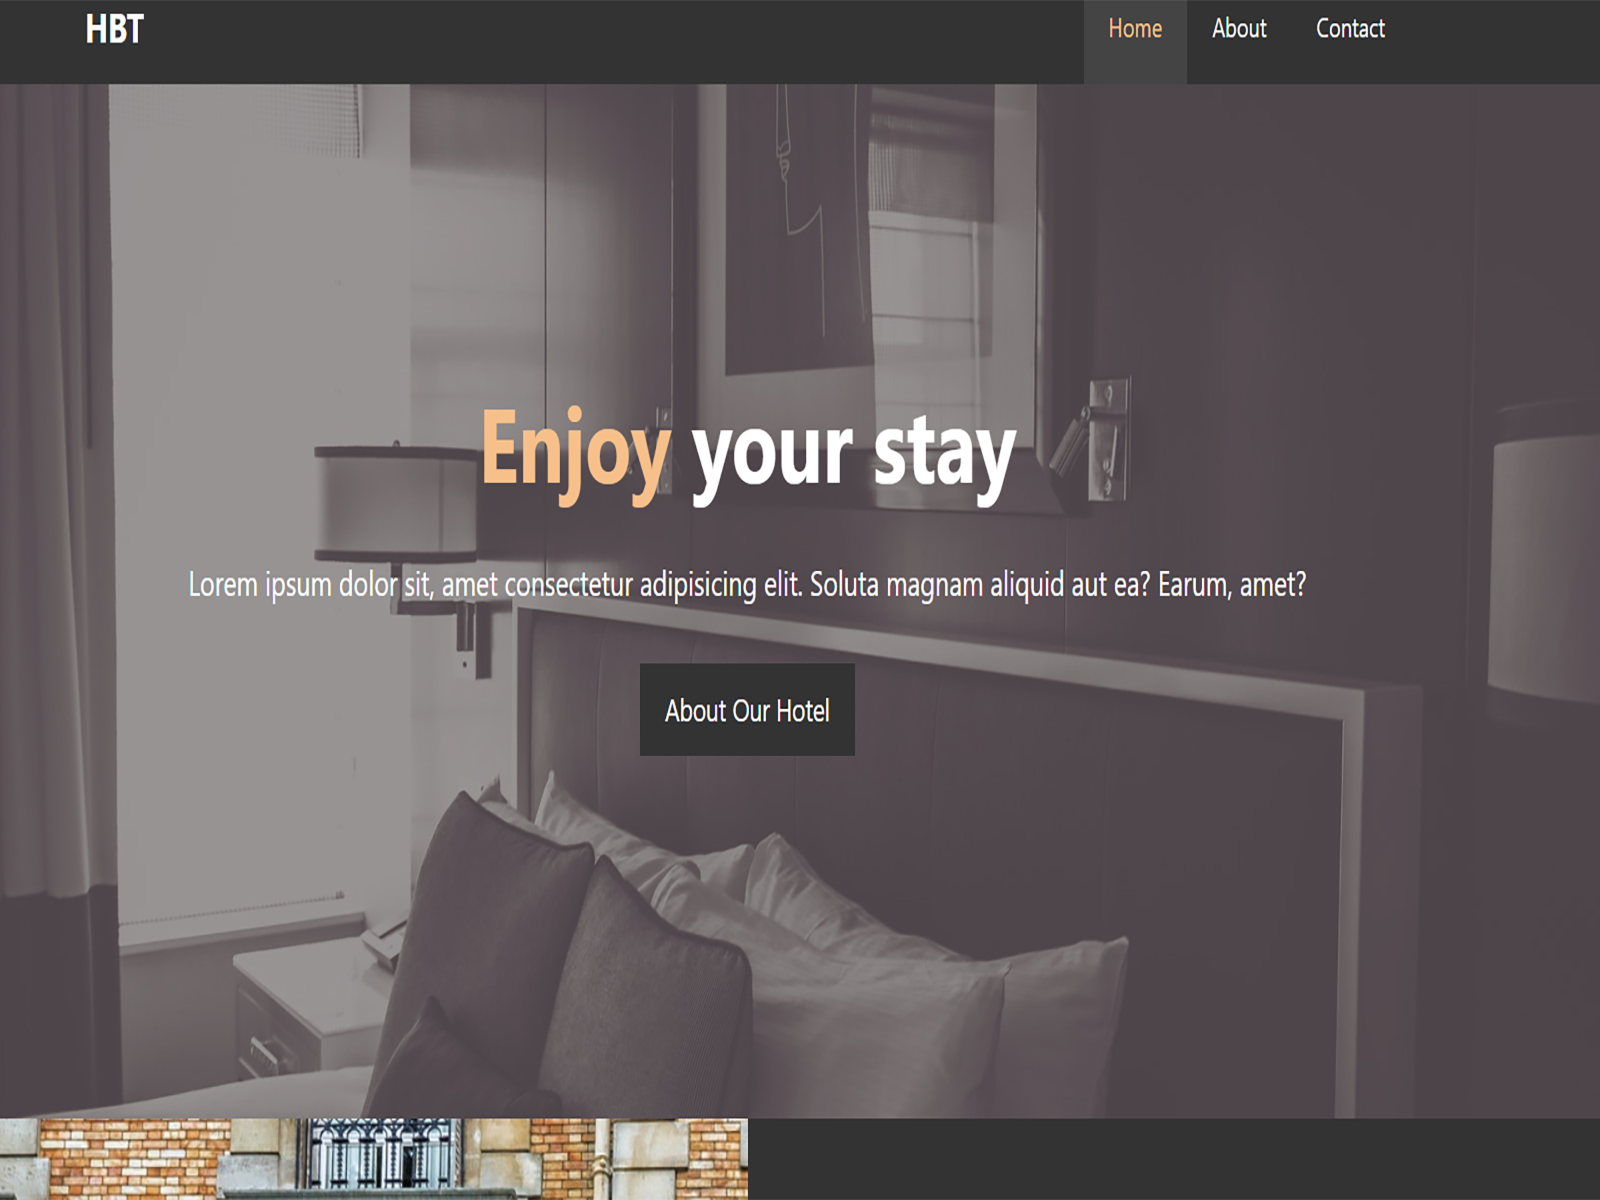 HBT
Home About Contact
Enjoy your stay
Lorem ipsum dolor sit, amet consectetur adipisicing elit. Soluta magnam aliquid aut ea? Earum, amet?
About Our Hotel